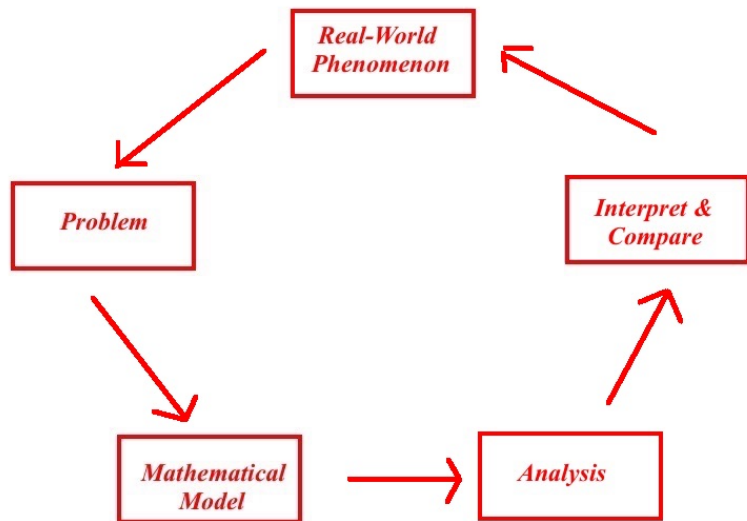 Real-World
Phenomenon
Problem
Interpret &
Compare
Mathematical
Model
Analysis